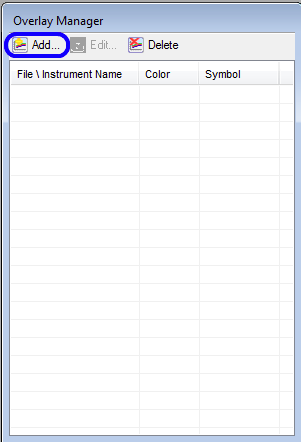 Overlay Manager
Add... Edit... Delete
File \ Instrument Name Color Symbol